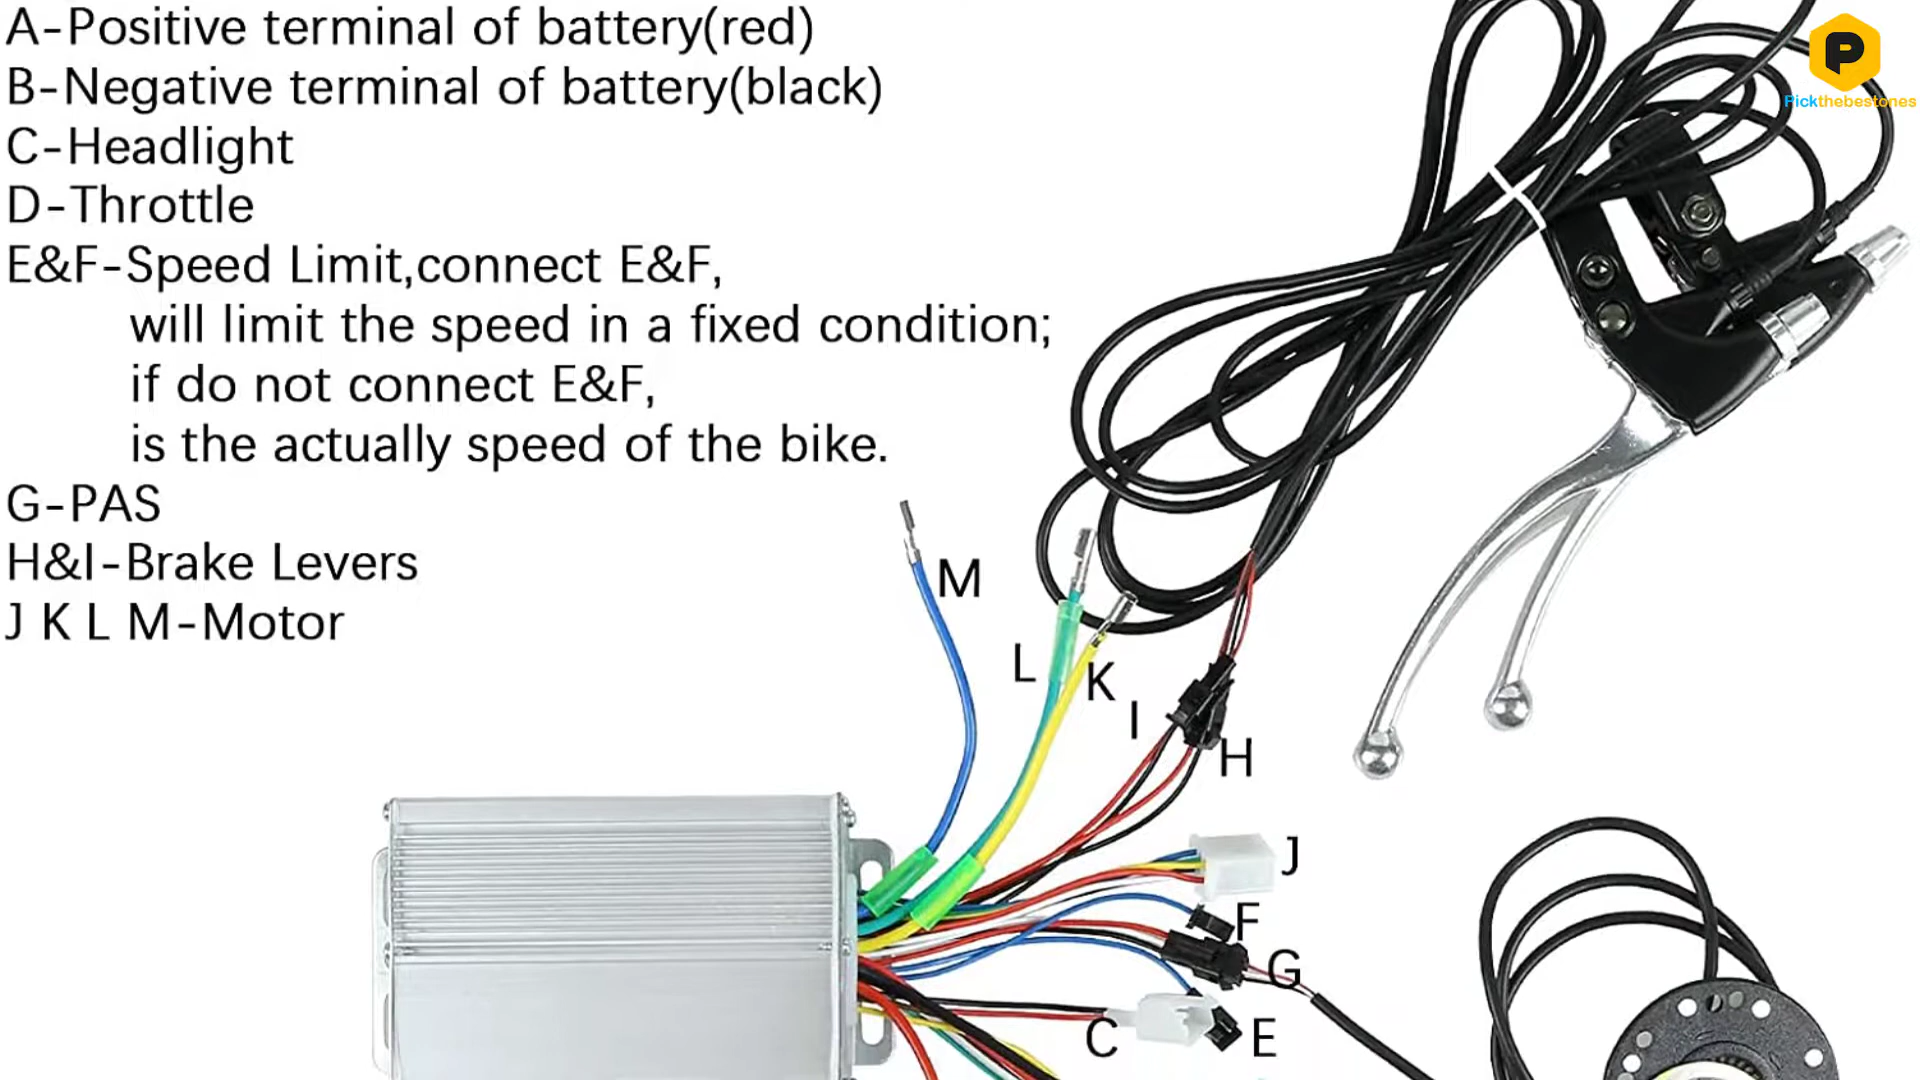 A-Positive terminal of battery(red)
B-Negative terminal of battery(black)
C-Headlight
D-Throttle
E&F-Speed Limit,connect E&F,
will limit the speed in a fixed condition;
if do not connect E&F,
is the actually speed of the bike.
G-PAS
H&I-Brake Levers
J K L M-Motor
P
Pickthebestones
M
L
K
I
H
J
F
G
C
E